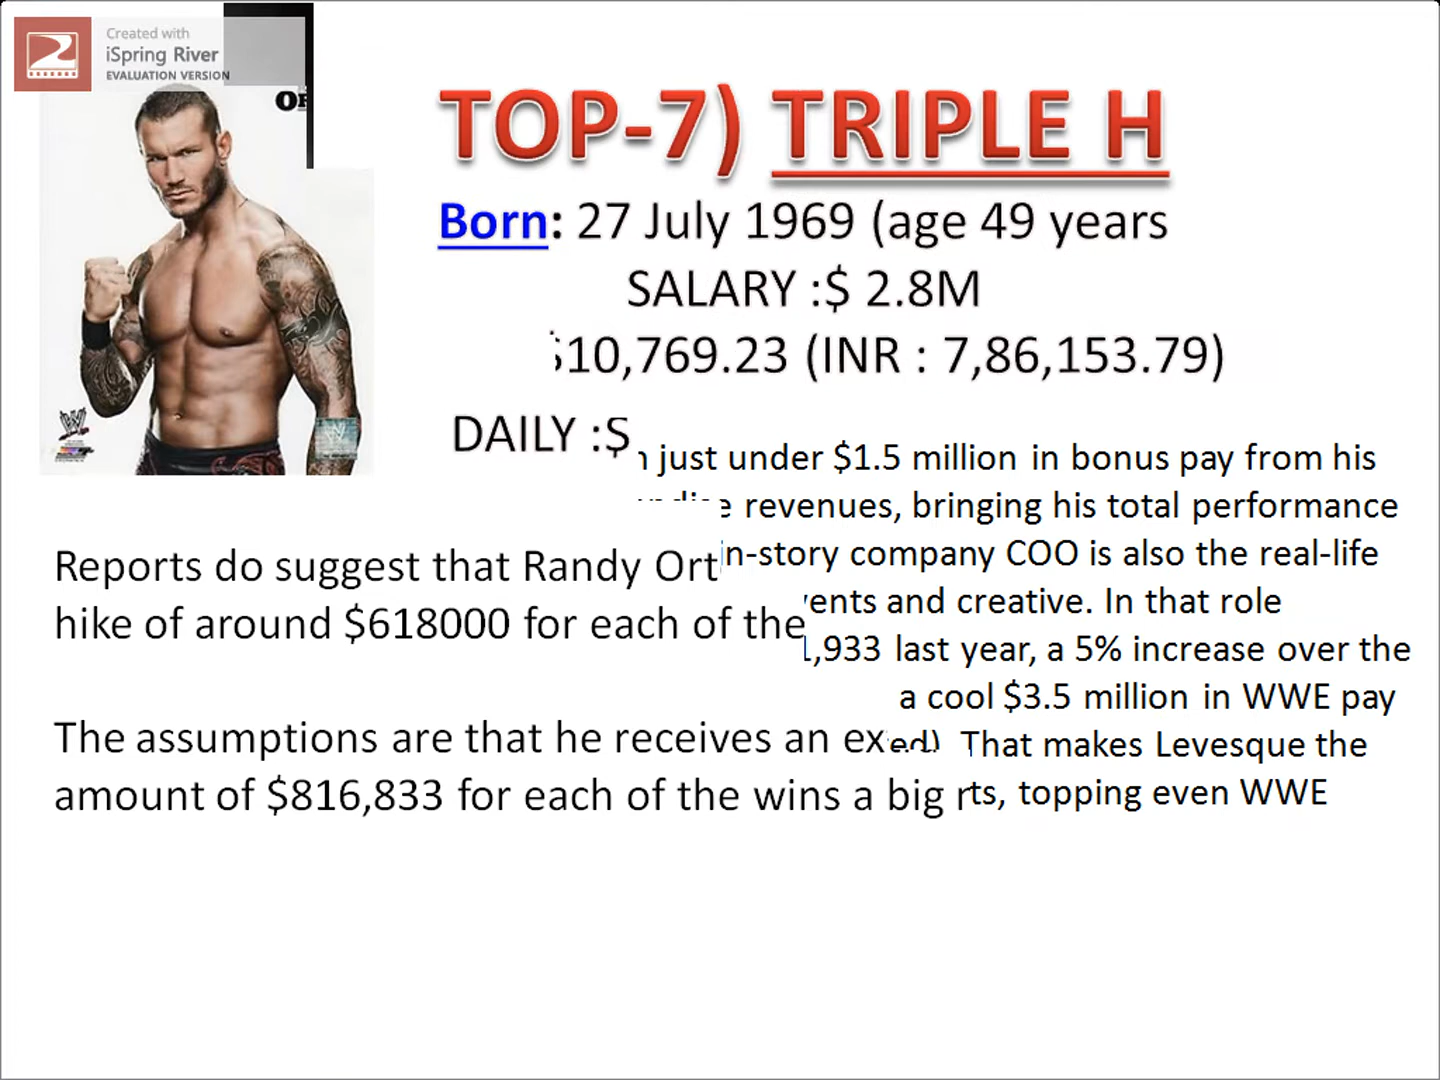 Created with
iSpring River
EVALUATION VERSION
TOP-7) TRIPLE H
Born: 27 July 1969 (age 49 years
SALARY :$ 2.8M
$10,769.23 (INR : 7,86,153.79)
DAILY :$
just under $1.5 million in bonus pay from his
revenues, bringing his total performance
in-story company COO is also the real-life
Reports do suggest that Randy Ort
and creative. In that role
hike of around $618000 for each of the
,933 last year, a 5% increase over the
a cool $3.5 million in WWE pay
The assumptions are that he receives an
That makes Levesque the
amount of $816,833 for each of the wins a big
topping even WWE